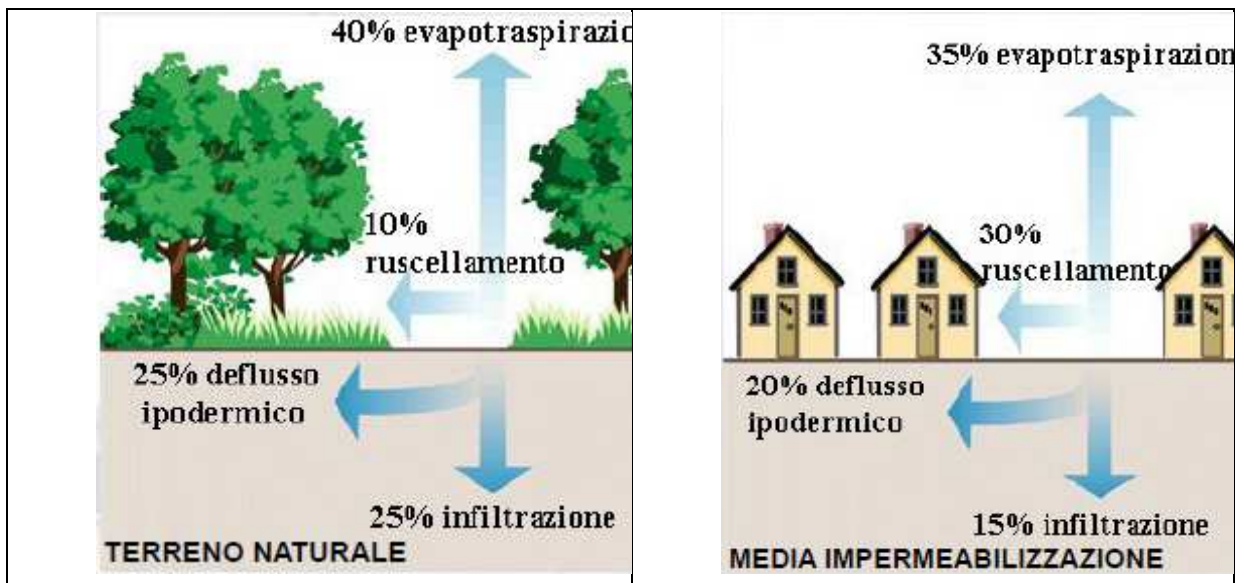 40% evapotraspirazio
10%
ruscellamento
25% deflusso
ipodermico
25% infiltrazione
TERRENO NATURALE
35% evapotraspirazion
30%
ruscellamento
20% deflusso
ipodermico
15% infiltrazione
MEDIA IMPERMEABILIZZAZIONE